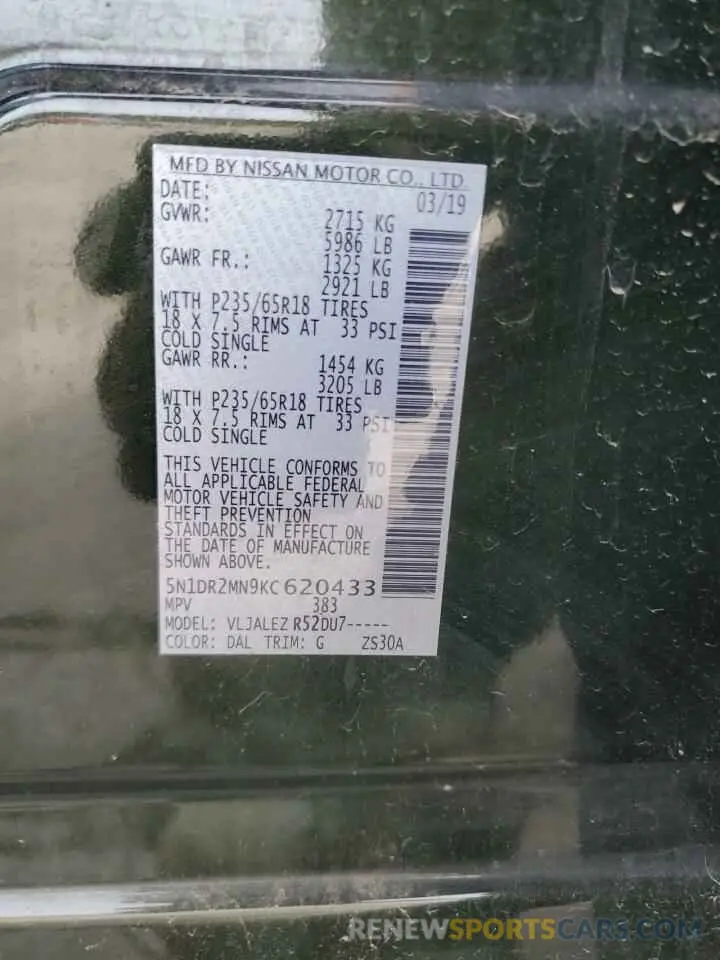 MFD BY NISSAN MOTOR CO., LTD.
DATE: 03/19
GVWR: 2715 KG
5986 LB
GAWR FR.: 1325 KG
2921 LB
WITH P235/65R18 TIRES
18 X 7.5 RIMS AT 33 PSI
COLD SINGLE
GAWR RR.: 1454 KG
3205 LB
WITH P235/65R18 TIRES
18 X 7.5 RIMS AT 33 PSI
COLD SINGLE
THIS VEHICLE CONFORMS TO
ALL APPLICABLE FEDERAL
MOTOR VEHICLE SAFETY AND
THEFT PREVENTION
STANDARDS IN EFFECT ON
THE DATE OF MANUFACTURE
SHOWN ABOVE.
5N1DR2MN9KC620433
MPV 383
MODEL: VLJALEZ R52DU7-----
COLOR: DAL TRIM: G ZS30A
RENEWSPORTSCARS.COM